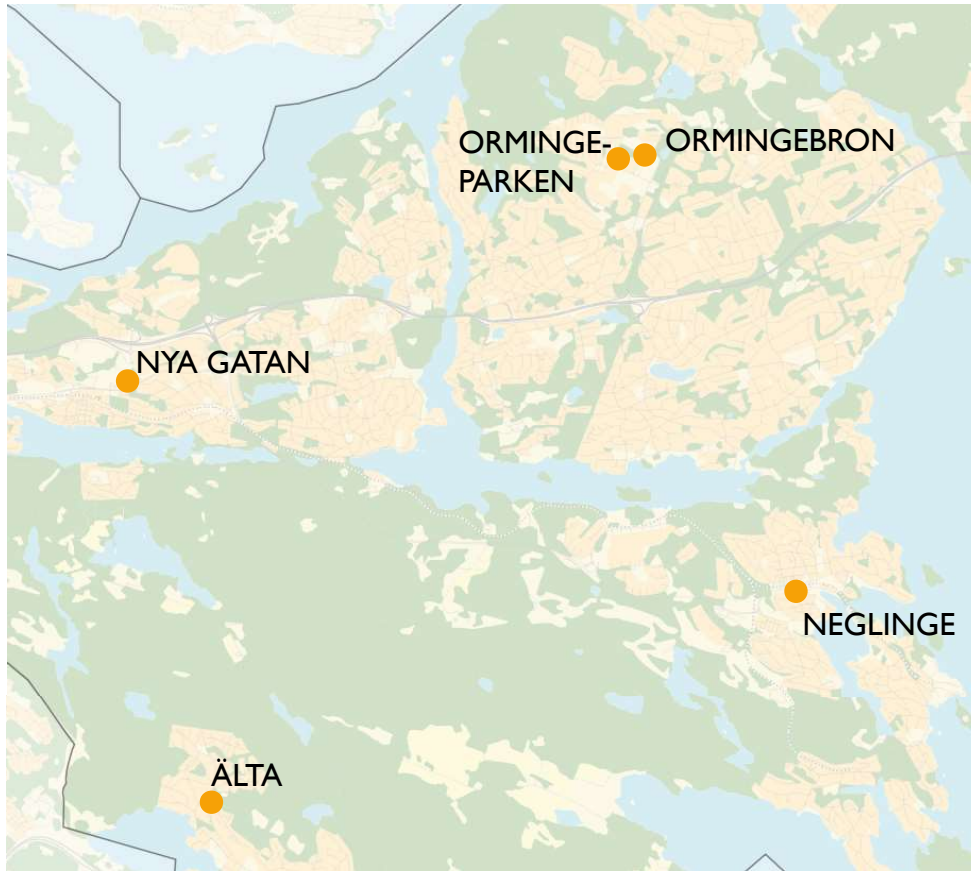 ORMINGE-
PARKEN
ORMINGEBRON
NYA GATAN
NEGLINGE
ÄLTA